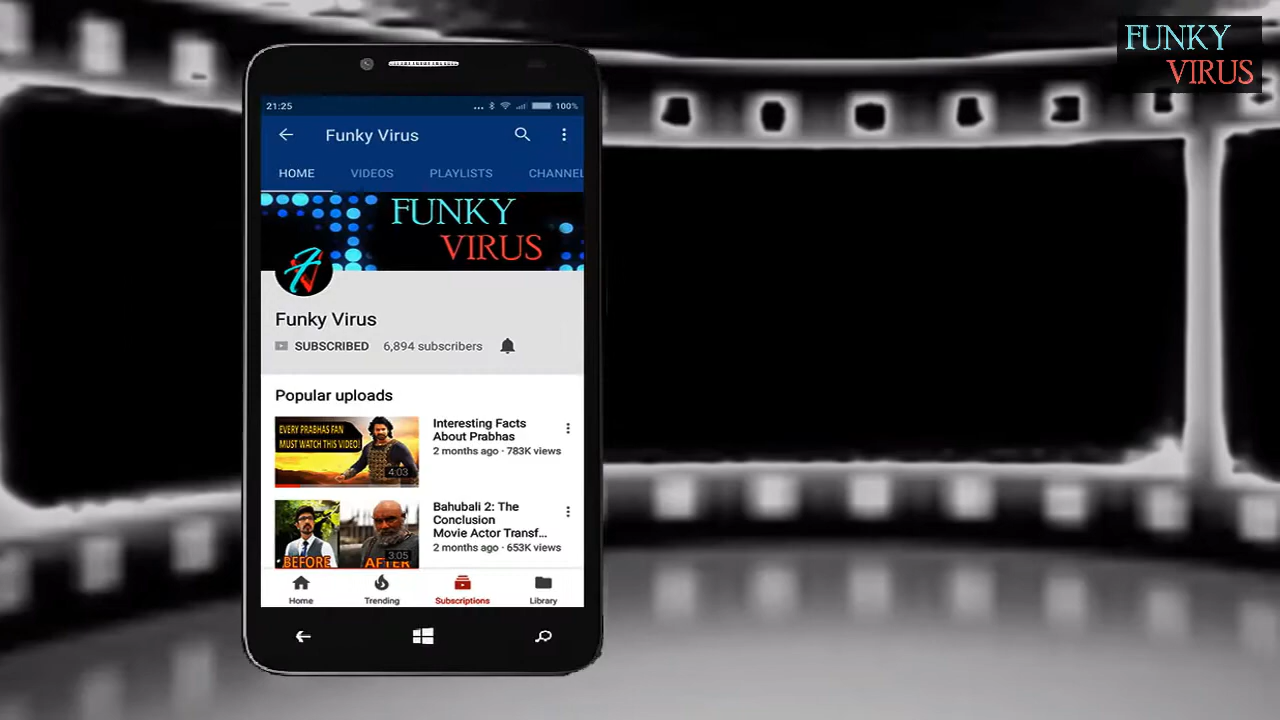 FUNKY
VIRUS
21:25 ... 100%
Funky Virus
HOME VIDEOS PLAYLISTS CHANNEL
FUNKY
VIRUS
FV
Funky Virus
SUBSCRIBED 6,894 subscribers
Popular uploads
EVERY PRABHAS FAN
MUST WATCH THIS VIDEO!
4:03
Interesting Facts
About Prabhas
2 months ago · 783K views
BEFORE AFTER
3:05
Bahubali 2: The
Conclusion
Movie Actor Transf...
2 months ago · 653K views
Home Trending Subscriptions Library